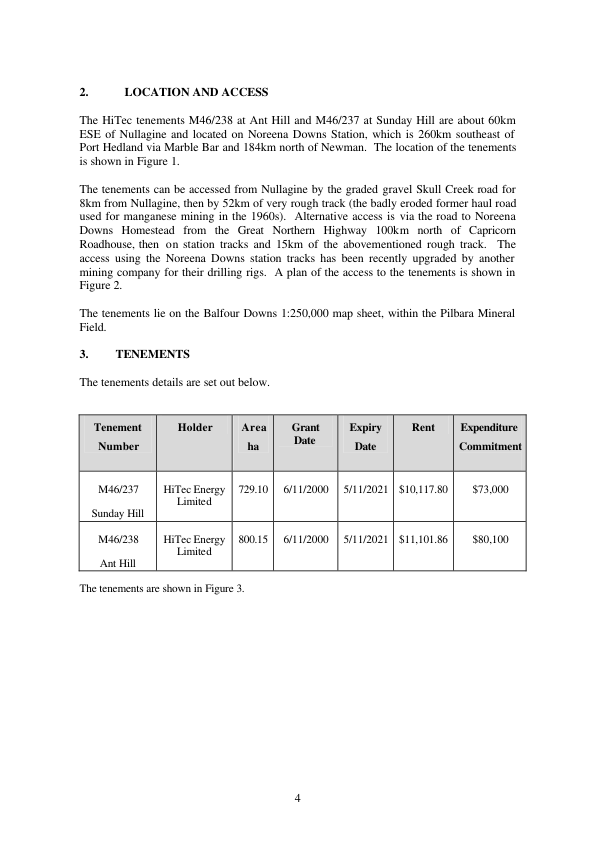 2. LOCATION AND ACCESS
The HiTec tenements M46/238 at Ant Hill and M46/237 at Sunday Hill are about 60km
ESE of Nullagine and located on Noreena Downs Station, which is 260km southeast of
Port Hedland via Marble Bar and 184km north of Newman. The location of the tenements
is shown in Figure 1.
The tenements can be accessed from Nullagine by the graded gravel Skull Creek road for
8km from Nullagine, then by 52km of very rough track (the badly eroded former haul road
used for manganese mining in the 1960s). Alternative access is via the road to Noreena
Downs Homestead from the Great Northern Highway 100km north of Capricorn
Roadhouse, then on station tracks and 15km of the abovementioned rough track. The
access using the Noreena Downs station tracks has been recently upgraded by another
mining company for their drilling rigs. A plan of the access to the tenements is shown in
Figure 2.
The tenements lie on the Balfour Downs 1:250,000 map sheet, within the Pilbara Mineral
Field.
3. TENEMENTS
The tenements details are set out below.
Tenement Number Holder Area ha Grant Date Expiry Date Rent Expenditure Commitment
M46/237 HiTec Energy Limited 729.10 6/11/2000 5/11/2021 $10,117.80 $73,000
Sunday Hill
M46/238 HiTec Energy Limited 800.15 6/11/2000 5/11/2021 $11,101.86 $80,100
Ant Hill
The tenements are shown in Figure 3.
4